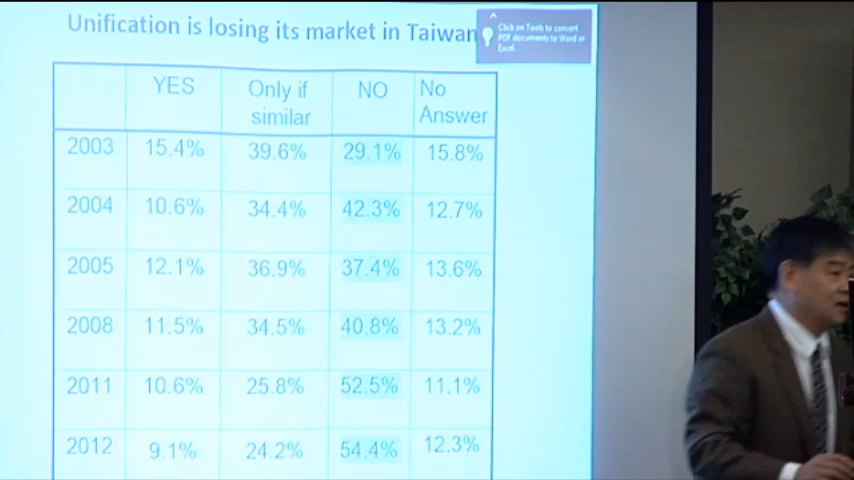 Unification is losing its market in Taiwan
Click on Tools to convert
PDF documents to Word or
Excel.
YES Only if similar NO No Answer
2003 15.4% 39.6% 29.1% 15.8%
2004 10.6% 34.4% 42.3% 12.7%
2005 12.1% 36.9% 37.4% 13.6%
2008 11.5% 34.5% 40.8% 13.2%
2011 10.6% 25.8% 52.5% 11.1%
2012 9.1% 24.2% 54.4% 12.3%